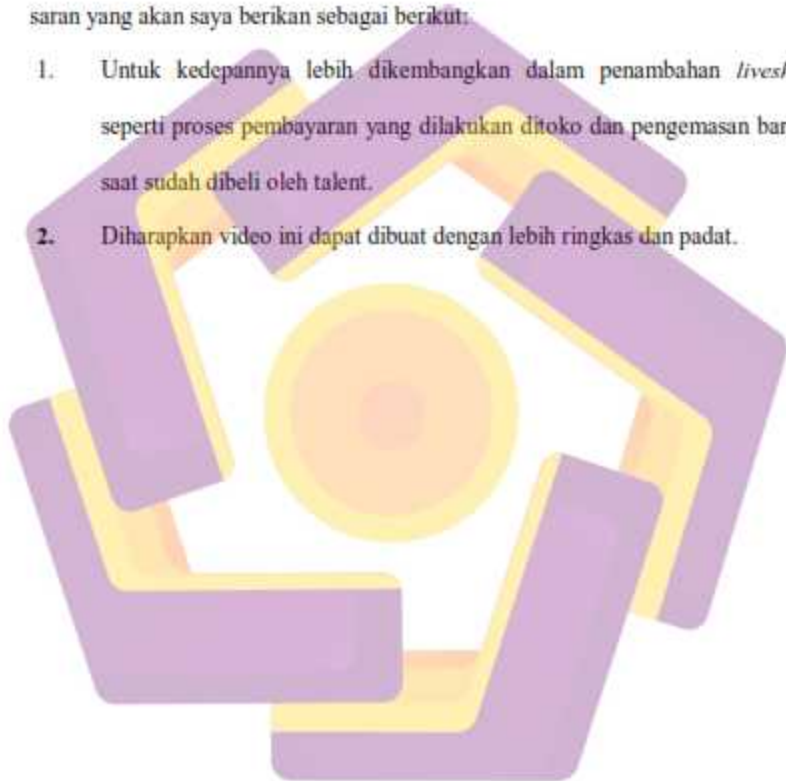 saran yang akan saya berikan sebagai berikut:
1. Untuk kedepannya lebih dikembangkan dalam penambahan
seperti proses pembayaran yang dilakukan ditoko dan pengemasan
saat sudah dibeli oleh talent.
2. Diharapkan video ini dapat dibuat dengan lebih ringkas dan padat.